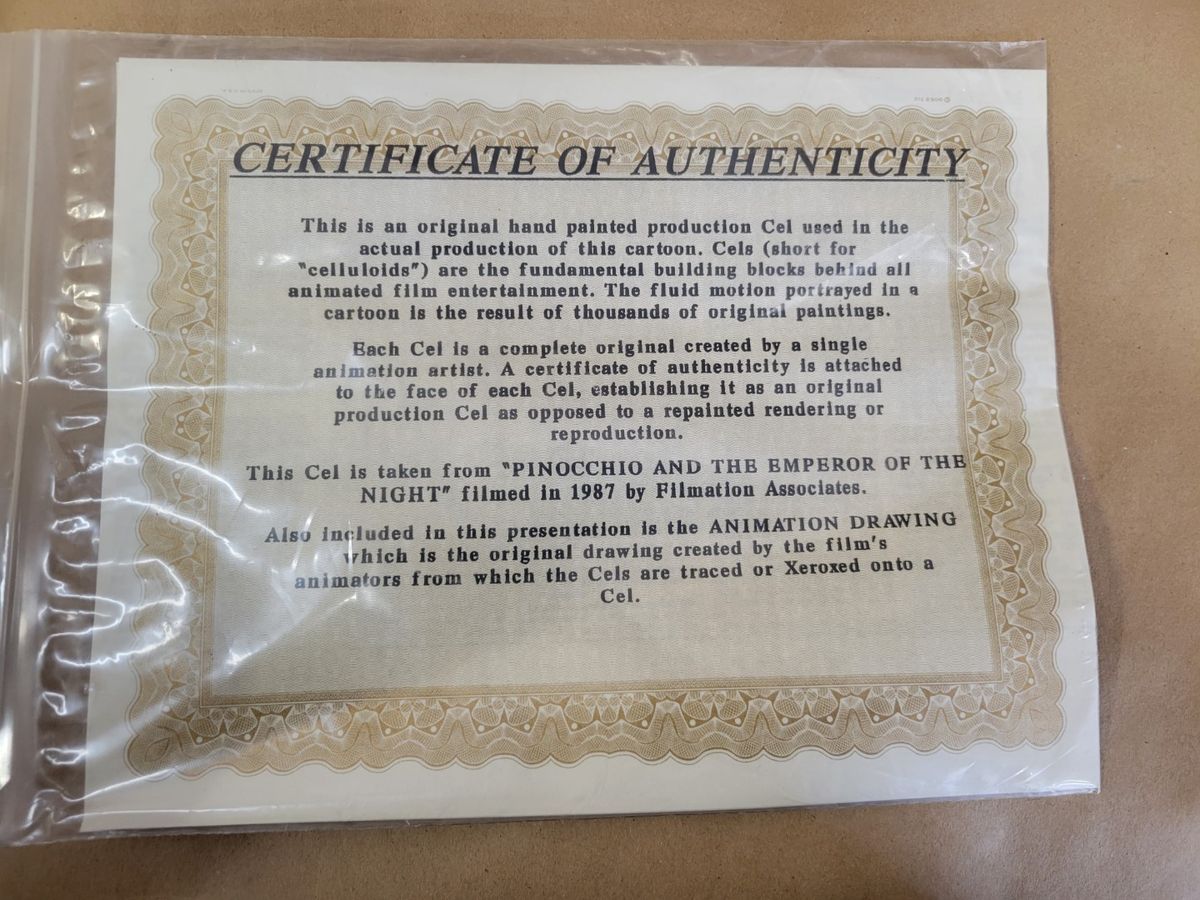 CERTIFICATE OF AUTHENTICITY
This is an original hand painted production Cel used in the
actual production of this cartoon. Cels (short for
"celluloids") are the fundamental building blocks behind all
animated film entertainment. The fluid motion portrayed in a
cartoon is the result of thousands of original paintings.
Each Cel is a complete original created by a single
animation artist. A certificate of authenticity is attached
to the face of each Cel, establishing it as an original
production Cel as opposed to a repainted rendering or
reproduction.
This Cel is taken from "PINOCCHIO AND THE EMPEROR OF THE
NIGHT" filmed in 1987 by Filmation Associates.
Also included in this presentation is the ANIMATION DRAWING
which is the original drawing created by the film's
animators from which the Cels are traced or Xeroxed onto a
Cel.